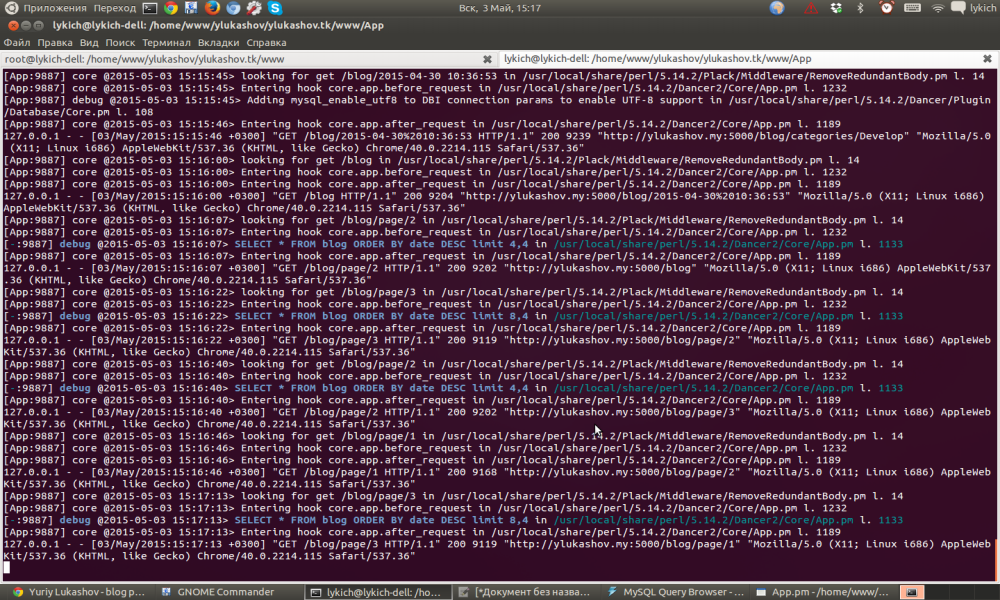 Приложения Переход Вск, 3 Май, 15:17 lykich
lykich@lykich-dell: /home/www/ylukashov/ylukashov.tk/www/App
Файл Правка Вид Поиск Терминал Вкладки Справка
root@lykich-dell: /home/www/ylukashov/ylukashov.tk/www lykich@lykich-dell: /home/www/ylukashov/ylukashov.tk/www/App
[App:9887] core @2015-05-03 15:15:45> looking for get /blog/2015-04-30 10:36:53 in /usr/local/share/perl/5.14.2/Plack/Middleware/RemoveRedundantBody.pm l. 14
[App:9887] core @2015-05-03 15:15:45> Entering hook core.app.before_request in /usr/local/share/perl/5.14.2/Dancer2/Core/App.pm l. 1232
[App:9887] debug @2015-05-03 15:15:45> Adding mysql_enable_utf8 to DBI connection params to enable UTF-8 support in /usr/local/share/perl/5.14.2/Dancer/Plugin
/Database/Core.pm l. 108
[App:9887] core @2015-05-03 15:15:46> Entering hook core.app.after_request in /usr/local/share/perl/5.14.2/Dancer2/Core/App.pm l. 1189
127.0.0.1 - - [03/May/2015:15:15:46 +0300] "GET /blog/2015-04-30%2010:36:53 HTTP/1.1" 200 9239 "http://ylukashov.my:5000/blog/categories/Develop" "Mozilla/5.0
(X11; Linux i686) AppleWebKit/537.36 (KHTML, like Gecko) Chrome/40.0.2214.115 Safari/537.36"
[App:9887] core @2015-05-03 15:16:00> looking for get /blog in /usr/local/share/perl/5.14.2/Plack/Middleware/RemoveRedundantBody.pm l. 14
[App:9887] core @2015-05-03 15:16:00> Entering hook core.app.before_request in /usr/local/share/perl/5.14.2/Dancer2/Core/App.pm l. 1232
[App:9887] core @2015-05-03 15:16:00> Entering hook core.app.after_request in /usr/local/share/perl/5.14.2/Dancer2/Core/App.pm l. 1189
127.0.0.1 - - [03/May/2015:15:16:00 +0300] "GET /blog HTTP/1.1" 200 9204 "http://ylukashov.my:5000/blog/2015-04-30%2010:36:53" "Mozilla/5.0 (X11; Linux i686)
AppleWebKit/537.36 (KHTML, like Gecko) Chrome/40.0.2214.115 Safari/537.36"
[App:9887] core @2015-05-03 15:16:07> looking for get /blog/page/2 in /usr/local/share/perl/5.14.2/Plack/Middleware/RemoveRedundantBody.pm l. 14
[App:9887] core @2015-05-03 15:16:07> Entering hook core.app.before_request in /usr/local/share/perl/5.14.2/Dancer2/Core/App.pm l. 1232
[-:9887] debug @2015-05-03 15:16:07> SELECT * FROM blog ORDER BY date DESC limit 4,4 in /usr/local/share/perl/5.14.2/Dancer2/Core/App.pm l. 1133
[App:9887] core @2015-05-03 15:16:07> Entering hook core.app.after_request in /usr/local/share/perl/5.14.2/Dancer2/Core/App.pm l. 1189
127.0.0.1 - - [03/May/2015:15:16:07 +0300] "GET /blog/page/2 HTTP/1.1" 200 9202 "http://ylukashov.my:5000/blog" "Mozilla/5.0 (X11; Linux i686) AppleWebKit/537
.36 (KHTML, like Gecko) Chrome/40.0.2214.115 Safari/537.36"
[App:9887] core @2015-05-03 15:16:22> looking for get /blog/page/3 in /usr/local/share/perl/5.14.2/Plack/Middleware/RemoveRedundantBody.pm l. 14
[App:9887] core @2015-05-03 15:16:22> Entering hook core.app.before_request in /usr/local/share/perl/5.14.2/Dancer2/Core/App.pm l. 1232
[-:9887] debug @2015-05-03 15:16:22> SELECT * FROM blog ORDER BY date DESC limit 8,4 in /usr/local/share/perl/5.14.2/Dancer2/Core/App.pm l. 1133
[App:9887] core @2015-05-03 15:16:22> Entering hook core.app.after_request in /usr/local/share/perl/5.14.2/Dancer2/Core/App.pm l. 1189
127.0.0.1 - - [03/May/2015:15:16:22 +0300] "GET /blog/page/3 HTTP/1.1" 200 9119 "http://ylukashov.my:5000/blog/page/2" "Mozilla/5.0 (X11; Linux i686) AppleWeb
Kit/537.36 (KHTML, like Gecko) Chrome/40.0.2214.115 Safari/537.36"
[App:9887] core @2015-05-03 15:16:40> looking for get /blog/page/2 in /usr/local/share/perl/5.14.2/Plack/Middleware/RemoveRedundantBody.pm l. 14
[App:9887] core @2015-05-03 15:16:40> Entering hook core.app.before_request in /usr/local/share/perl/5.14.2/Dancer2/Core/App.pm l. 1232
[-:9887] debug @2015-05-03 15:16:40> SELECT * FROM blog ORDER BY date DESC limit 4,4 in /usr/local/share/perl/5.14.2/Dancer2/Core/App.pm l. 1133
[App:9887] core @2015-05-03 15:16:40> Entering hook core.app.after_request in /usr/local/share/perl/5.14.2/Dancer2/Core/App.pm l. 1189
127.0.0.1 - - [03/May/2015:15:16:40 +0300] "GET /blog/page/2 HTTP/1.1" 200 9202 "http://ylukashov.my:5000/blog/page/3" "Mozilla/5.0 (X11; Linux i686) AppleWeb
Kit/537.36 (KHTML, like Gecko) Chrome/40.0.2214.115 Safari/537.36"
[App:9887] core @2015-05-03 15:16:46> looking for get /blog/page/1 in /usr/local/share/perl/5.14.2/Plack/Middleware/RemoveRedundantBody.pm l. 14
[App:9887] core @2015-05-03 15:16:46> Entering hook core.app.before_request in /usr/local/share/perl/5.14.2/Dancer2/Core/App.pm l. 1232
[App:9887] core @2015-05-03 15:16:46> Entering hook core.app.after_request in /usr/local/share/perl/5.14.2/Dancer2/Core/App.pm l. 1189
127.0.0.1 - - [03/May/2015:15:16:46 +0300] "GET /blog/page/1 HTTP/1.1" 200 9168 "http://ylukashov.my:5000/blog/page/2" "Mozilla/5.0 (X11; Linux i686) AppleWeb
Kit/537.36 (KHTML, like Gecko) Chrome/40.0.2214.115 Safari/537.36"
[App:9887] core @2015-05-03 15:17:13> looking for get /blog/page/3 in /usr/local/share/perl/5.14.2/Plack/Middleware/RemoveRedundantBody.pm l. 14
[App:9887] core @2015-05-03 15:17:13> Entering hook core.app.before_request in /usr/local/share/perl/5.14.2/Dancer2/Core/App.pm l. 1232
[-:9887] debug @2015-05-03 15:17:13> SELECT * FROM blog ORDER BY date DESC limit 8,4 in /usr/local/share/perl/5.14.2/Dancer2/Core/App.pm l. 1133
[App:9887] core @2015-05-03 15:17:13> Entering hook core.app.after_request in /usr/local/share/perl/5.14.2/Dancer2/Core/App.pm l. 1189
127.0.0.1 - - [03/May/2015:15:17:13 +0300] "GET /blog/page/3 HTTP/1.1" 200 9119 "http://ylukashov.my:5000/blog/page/1" "Mozilla/5.0 (X11; Linux i686) AppleWeb
Kit/537.36 (KHTML, like Gecko) Chrome/40.0.2214.115 Safari/537.36"
Yuriy Lukashov - blog p... GNOME Commander lykich@lykich-dell: /ho... [*Документ без назва... MySQL Query Browser - ... App.pm - /home/www/...